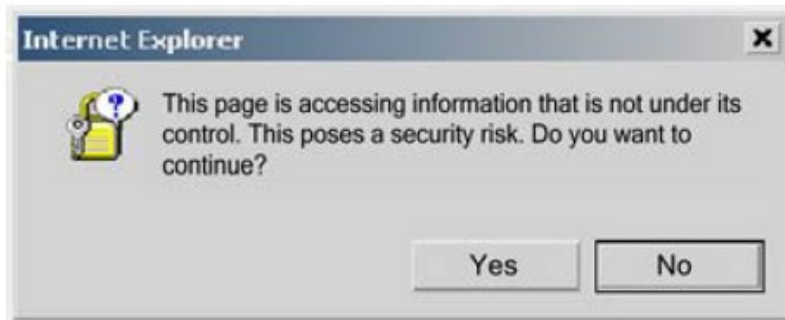 Internet Explorer
This page is accessing information that is not under its
control. This poses a security risk. Do you want to
continue?
Yes No